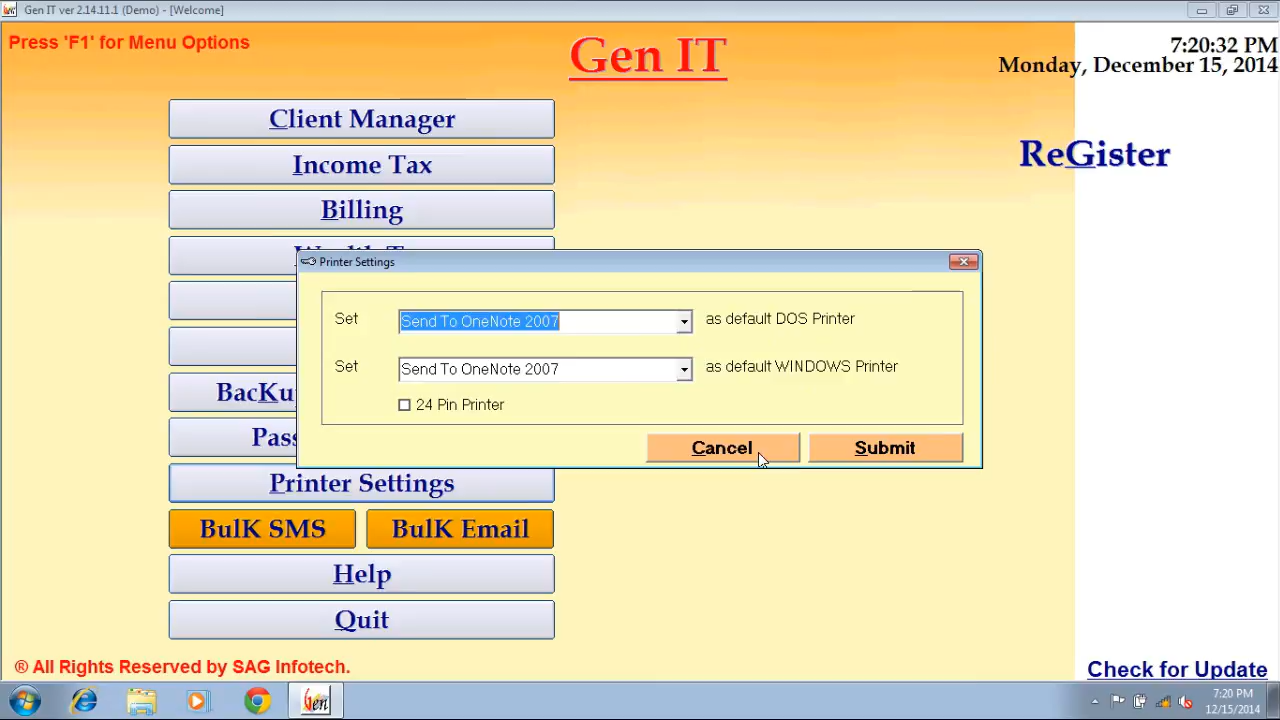 Gen IT ver 2.14.11.1 (Demo) - [Welcome]
Press 'F1' for Menu Options
Gen IT
7:20:32 PM
Monday, December 15, 2014
ReGister
Client Manager
Income Tax
Billing
Printer Settings
Set
Send To OneNote 2007
as default DOS Printer
Set
Send To OneNote 2007
as default WINDOWS Printer
24 Pin Printer
Cancel
Submit
Printer Settings
BulK SMS
BulK Email
Help
Quit
® All Rights Reserved by SAG Infotech.
Check for Update
Gen
7:20 PM
12/15/2014